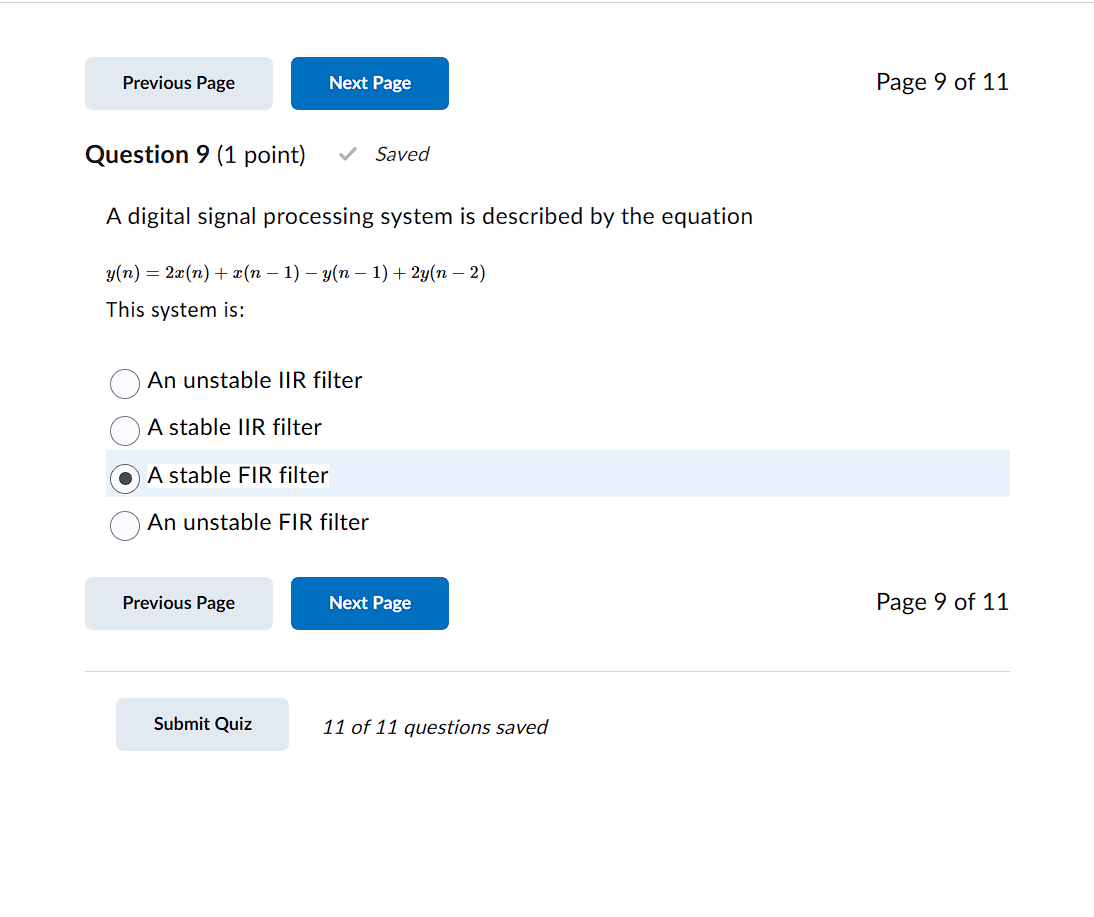 Previous Page Next Page Page 9 of 11
Question 9 (1 point) Saved
A digital signal processing system is described by the equation
y(n) = 2x(n) + x(n − 1) − y(n − 1) + 2y(n − 2)
This system is:
An unstable IIR filter
A stable IIR filter
A stable FIR filter
An unstable FIR filter
Previous Page Next Page Page 9 of 11
Submit Quiz 11 of 11 questions saved